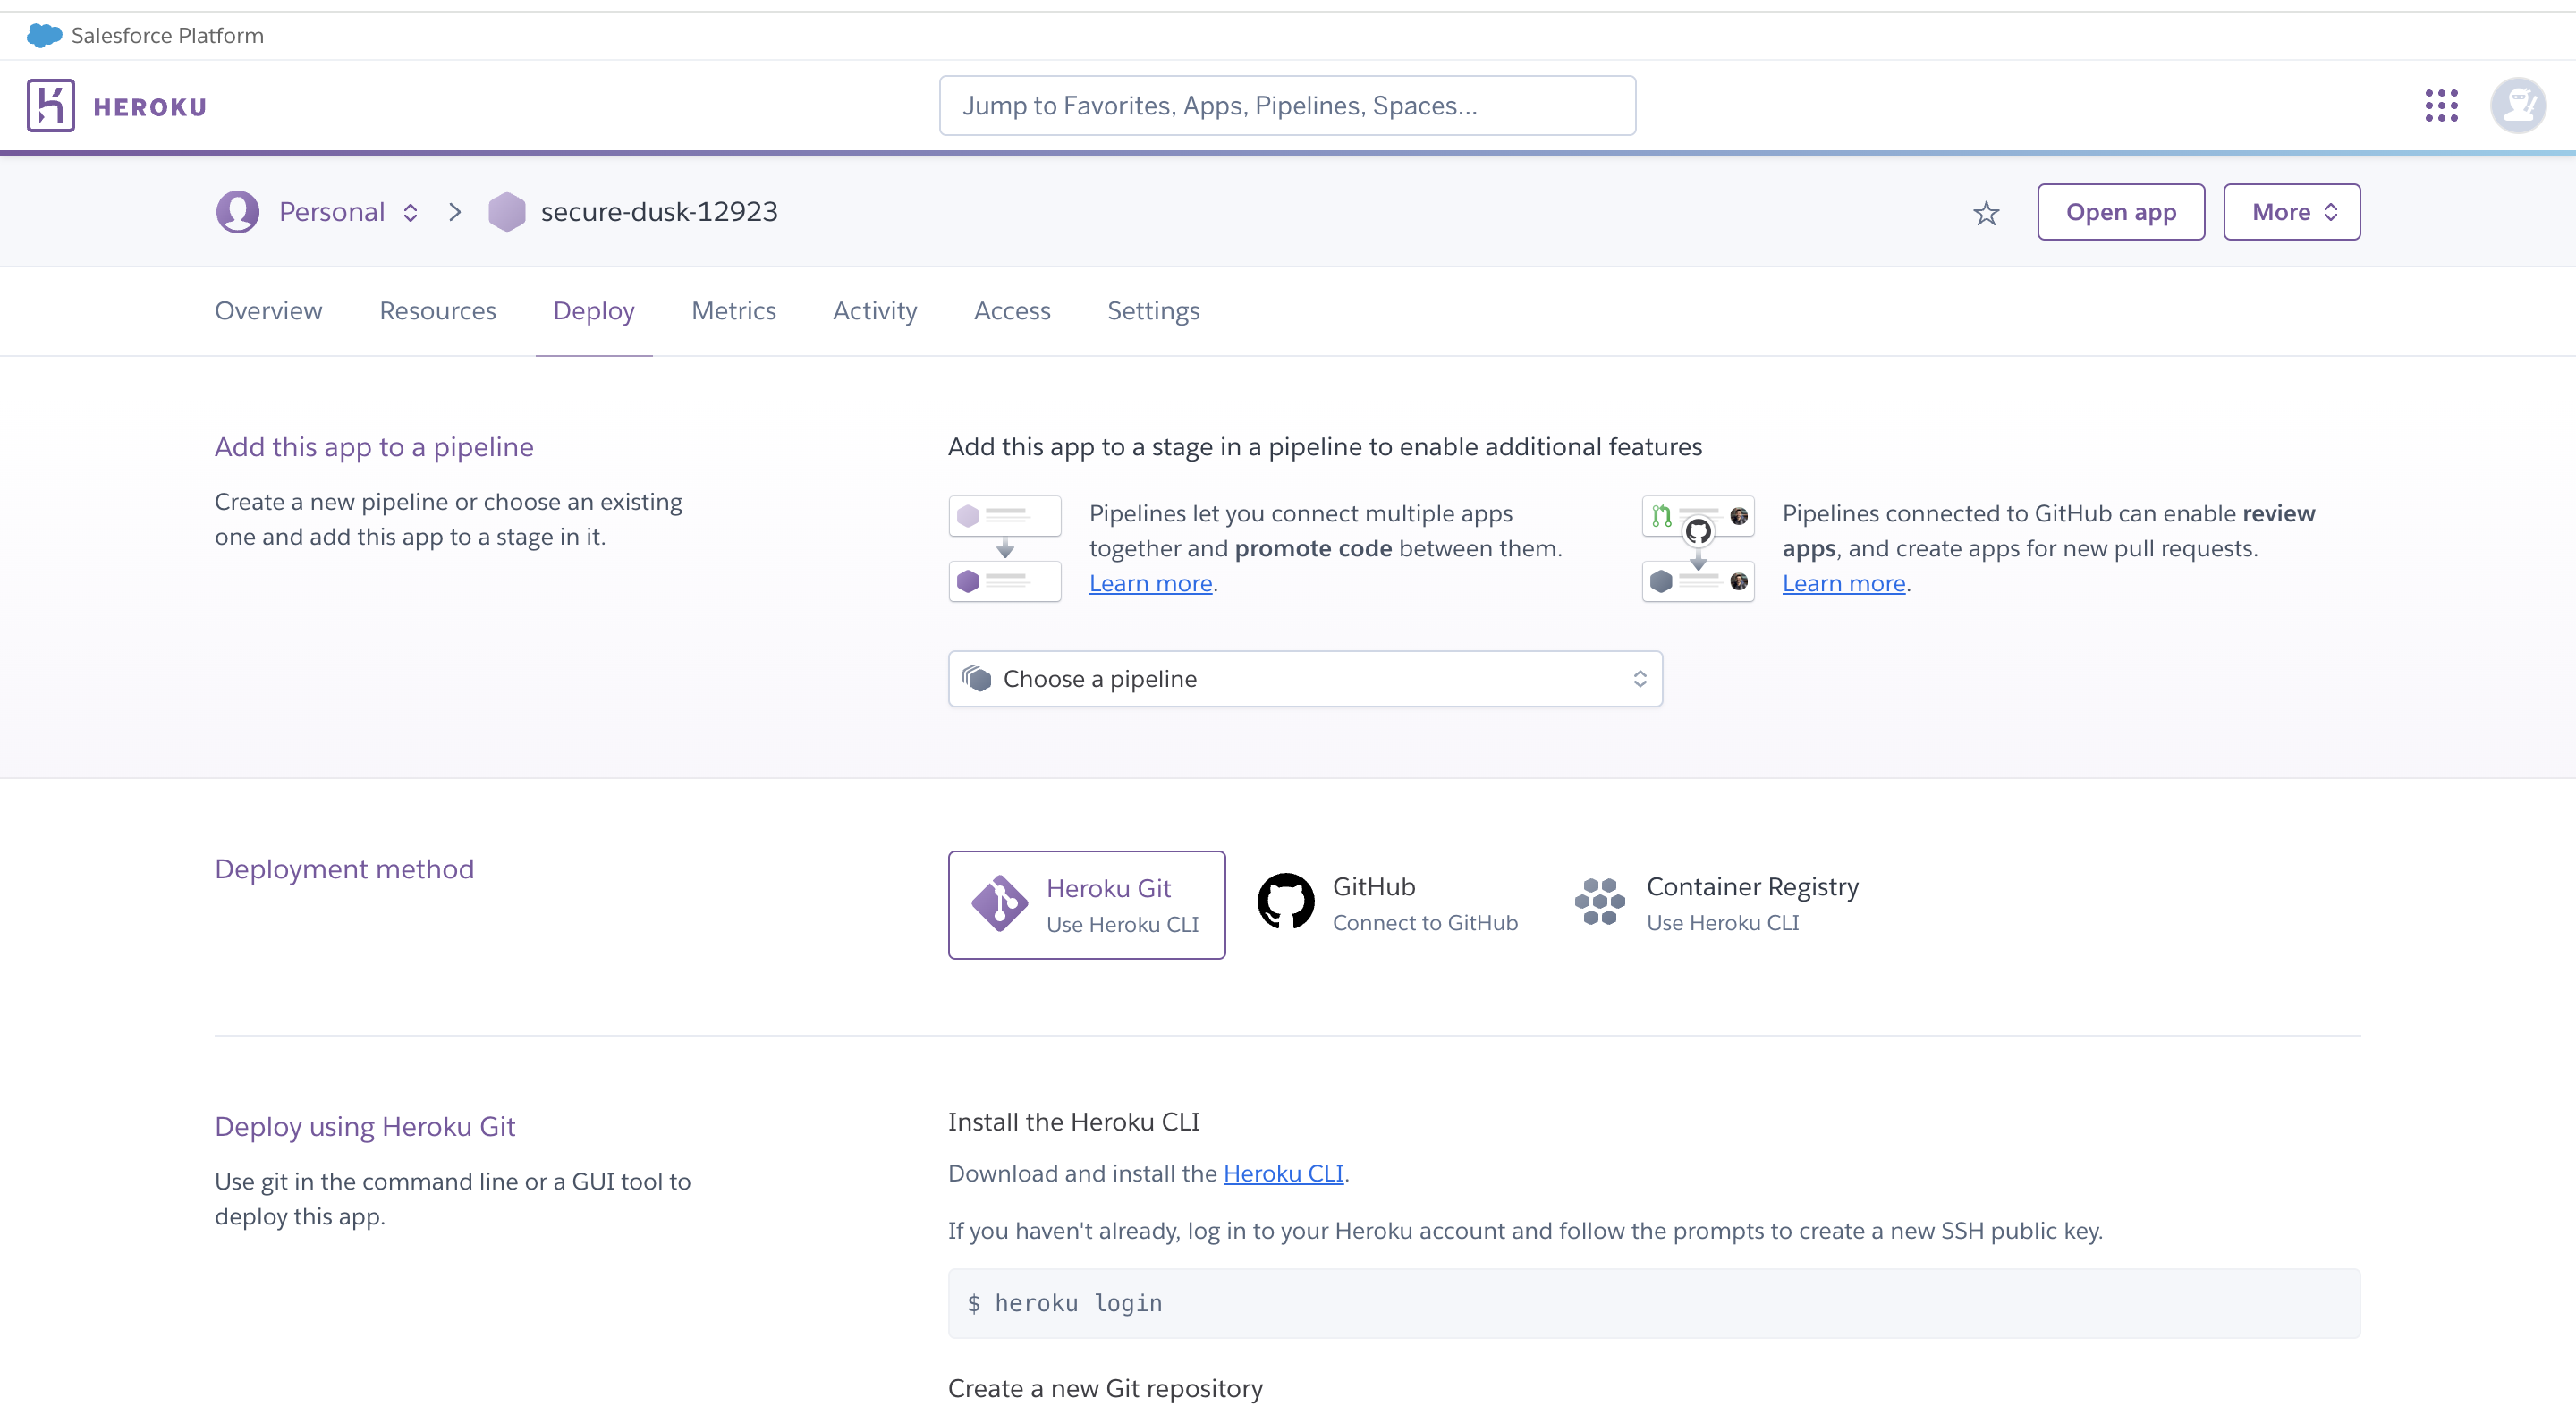 Salesforce Platform
HEROKU
Jump to Favorites, Apps, Pipelines, Spaces...
Personal
secure-dusk-12923
Open app
More
Overview
Resources
Deploy
Metrics
Activity
Access
Settings
Add this app to a pipeline
Create a new pipeline or choose an existing
one and add this app to a stage in it.
Add this app to a stage in a pipeline to enable additional features
Pipelines let you connect multiple apps
together and promote code between them.
Learn more.
Pipelines connected to GitHub can enable review
apps, and create apps for new pull requests.
Learn more.
Choose a pipeline
Deployment method
Heroku Git
Use Heroku CLI
GitHub
Connect to GitHub
Container Registry
Use Heroku CLI
Deploy using Heroku Git
Use git in the command line or a GUI tool to
deploy this app.
Install the Heroku CLI
Download and install the Heroku CLI.
If you haven't already, log in to your Heroku account and follow the prompts to create a new SSH public key.
$ heroku login
Create a new Git repository